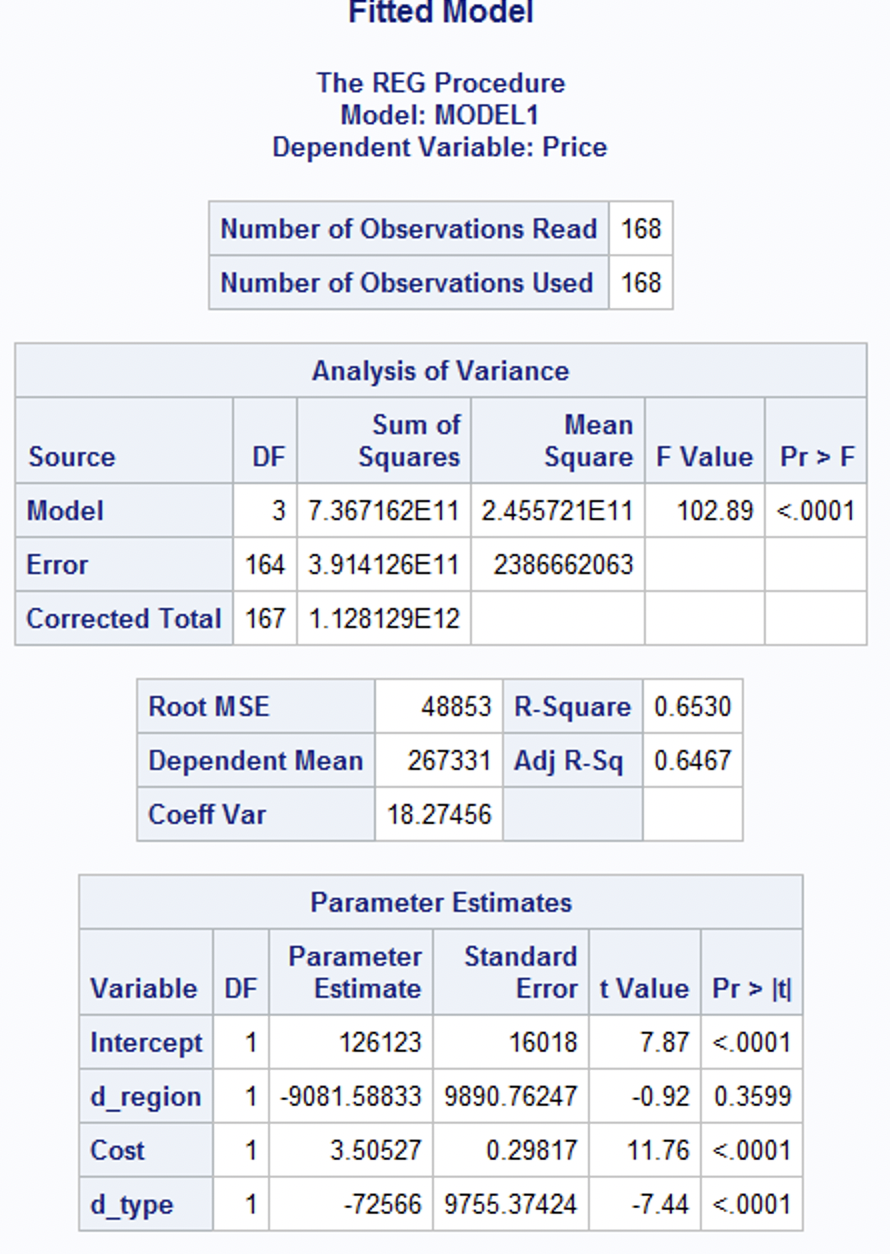 Fitted Model
The REG Procedure
Model: MODEL1
Dependent Variable: Price
Number of Observations Read 168
Number of Observations Used 168
Analysis of Variance
Source DF Sum of Squares Mean Square F Value Pr > F
Model 3 7.367162E11 2.455721E11 102.89 <.0001
Error 164 3.914126E11 2386662063
Corrected Total 167 1.128129E12
Root MSE 48853 R-Square 0.6530
Dependent Mean 267331 Adj R-Sq 0.6467
Coeff Var 18.27456
Parameter Estimates
Variable DF Parameter Estimate Standard Error t Value Pr > |t|
Intercept 1 126123 16018 7.87 <.0001
d_region 1 -9081.58833 9890.76247 -0.92 0.3599
Cost 1 3.50527 0.29817 11.76 <.0001
d_type 1 -72566 9755.37424 -7.44 <.0001